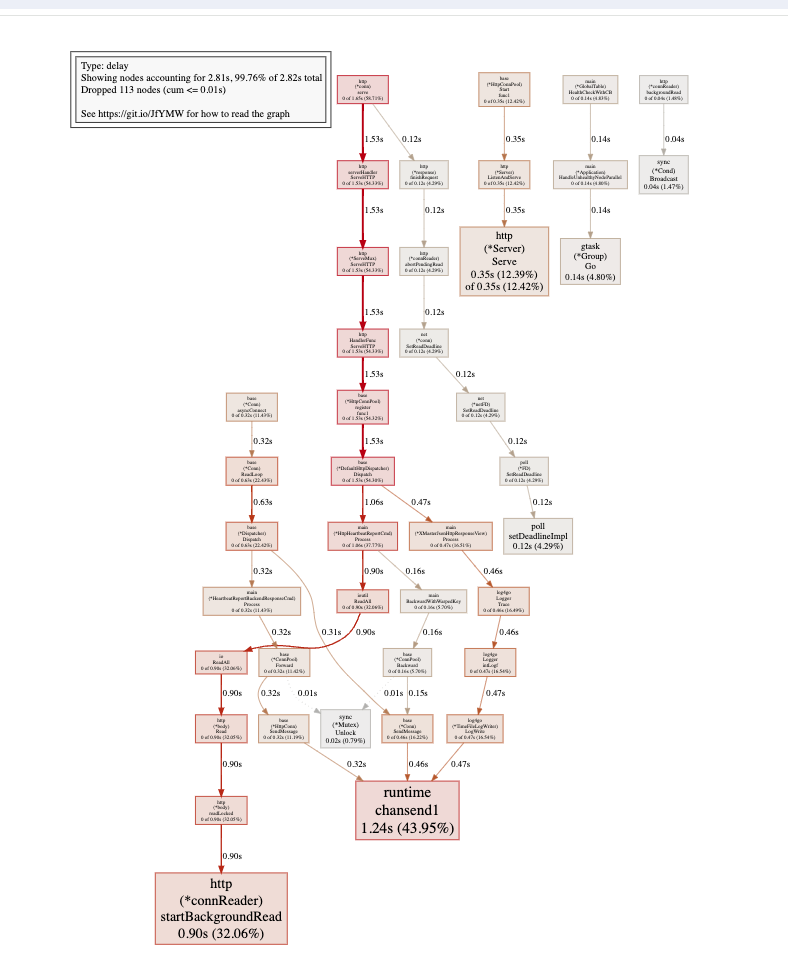 Type: delay
Showing nodes accounting for 2.81s, 99.76% of 2.82s total
Dropped 113 nodes (cum <= 0.01s)
See https://git.io/JfYMW for how to read the graph
http
(*conn)
serve
0 of 1.65s (58.71%)
base
(*HttpConnPool)
Start
func1
0 of 0.35s (12.42%)
main
(*GlobalTable)
HealthCheckWithCB
0 of 0.14s (4.83%)
http
(*connReader)
backgroundRead
0 of 0.04s (1.48%)
1.53s
0.12s
0.35s
0.14s
0.04s
http
serverHandler
ServeHTTP
0 of 1.53s (54.33%)
http
(*response)
finishRequest
0 of 0.12s (4.29%)
http
(*Server)
ListenAndServe
0 of 0.35s (12.42%)
main
(*Application)
HandleUnhealthyNodeParallel
0 of 0.14s (4.80%)
sync
(*Cond)
Broadcast
0.04s (1.47%)
1.53s
0.12s
0.35s
0.14s
http
(*ServeMux)
ServeHTTP
0 of 1.53s (54.33%)
http
(*connReader)
abortPendingRead
0 of 0.12s (4.29%)
http
(*Server)
Serve
0.35s (12.39%)
of 0.35s (12.42%)
gtask
(*Group)
Go
0.14s (4.80%)
1.53s
0.12s
http
HandlerFunc
ServeHTTP
0 of 1.53s (54.33%)
net
(*conn)
SetReadDeadline
0 of 0.12s (4.29%)
1.53s
0.12s
base
(*Conn)
asyncConnect
0 of 0.32s (11.43%)
base
(*HttpConnPool)
register
func1
0 of 1.53s (54.32%)
net
(*netFD)
SetReadDeadline
0 of 0.12s (4.29%)
0.32s
1.53s
0.12s
base
(*Conn)
ReadLoop
0 of 0.63s (22.43%)
base
(*DefaultHttpDispatcher)
Dispatch
0 of 1.53s (54.30%)
poll
(*FD)
SetReadDeadline
0 of 0.12s (4.29%)
0.63s
1.06s
0.47s
0.12s
base
(*Dispatcher)
Dispatch
0 of 0.63s (22.42%)
main
(*HttpHeartbeatReportCmd)
Process
0 of 1.06s (37.77%)
main
(*XMasterJsonHttpResponseView)
Process
0 of 0.47s (16.51%)
poll
setDeadlineImpl
0.12s (4.29%)
0.32s
0.90s
0.16s
0.46s
main
(*HeartbeatReportBackendResponseCmd)
Process
0 of 0.32s (11.43%)
ioutil
ReadAll
0 of 0.90s (32.06%)
main
BackwardWithWarpedKey
0 of 0.16s (5.70%)
log4go
Logger
Trace
0 of 0.46s (16.49%)
0.32s
0.31s
0.90s
0.16s
0.46s
io
ReadAll
0 of 0.90s (32.06%)
base
(*ConnPool)
Forward
0 of 0.32s (11.42%)
base
(*ConnPool)
Backward
0 of 0.16s (5.70%)
log4go
Logger
intLogf
0 of 0.47s (16.54%)
0.90s
0.32s
0.01s
0.01s
0.15s
0.47s
http
(*body)
Read
0 of 0.90s (32.05%)
base
(*HttpConn)
SendMessage
0 of 0.32s (11.19%)
sync
(*Mutex)
Unlock
0.02s (0.79%)
base
(*Conn)
SendMessage
0 of 0.46s (16.22%)
log4go
(*TimeFileLogWriter)
LogWrite
0 of 0.47s (16.54%)
0.90s
0.32s
0.46s
0.47s
http
(*body)
readLocked
0 of 0.90s (32.05%)
runtime
chansend1
1.24s (43.95%)
0.90s
http
(*connReader)
startBackgroundRead
0.90s (32.06%)